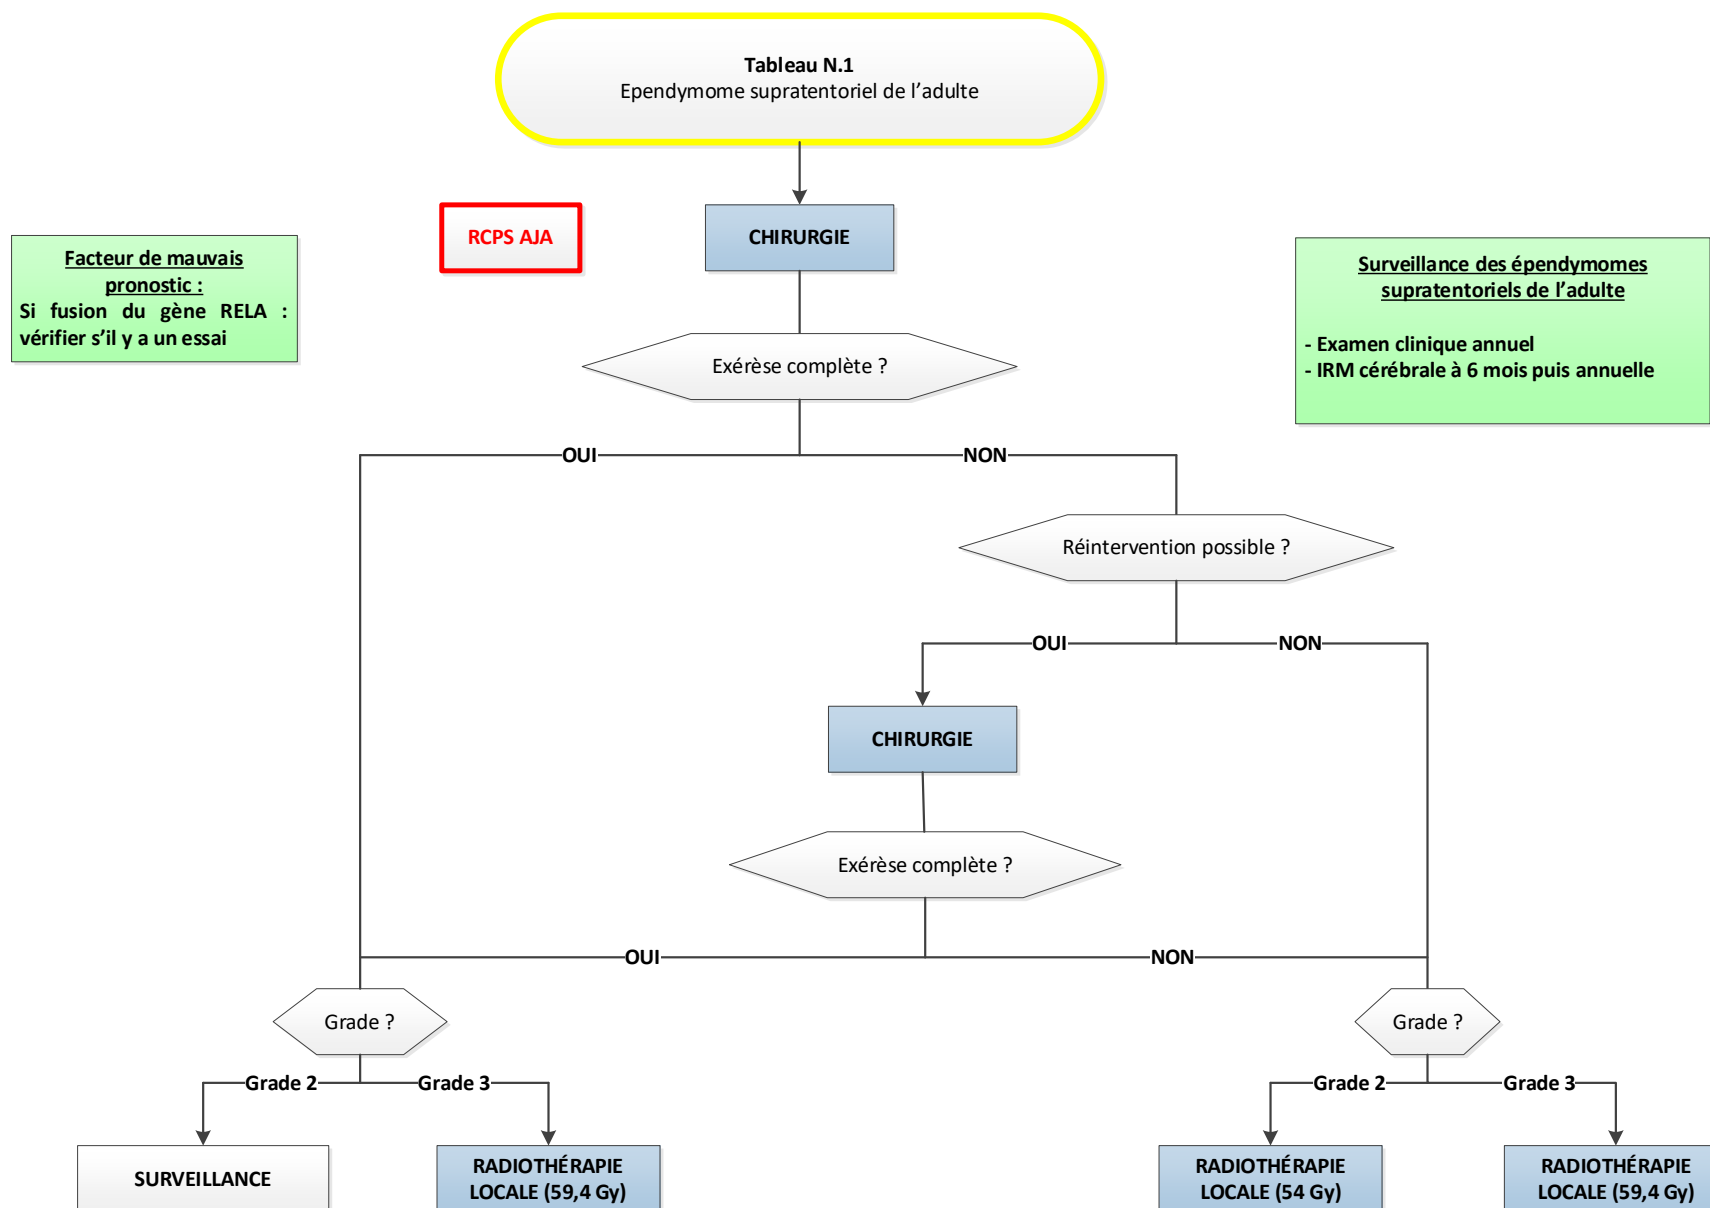 Tableau N.1
Ependymome supratentoriel de l'adulte
RCPS AJA
CHIRURGIE
Facteur de mauvais
pronostic :
Si fusion du gène RELA :
vérifier s'il y a un essai
Surveillance des épendymomes
supratentoriels de l'adulte
- Examen clinique annuel
- IRM cérébrale à 6 mois puis annuelle
Exérèse complète ?
OUI
NON
Réintervention possible ?
OUI
NON
CHIRURGIE
Exérèse complète ?
OUI
NON
Grade ?
Grade ?
Grade 2
Grade 3
Grade 2
Grade 3
SURVEILLANCE
RADIOTHÉRAPIE
LOCALE (59,4 Gy)
RADIOTHÉRAPIE
LOCALE (54 Gy)
RADIOTHÉRAPIE
LOCALE (59,4 Gy)